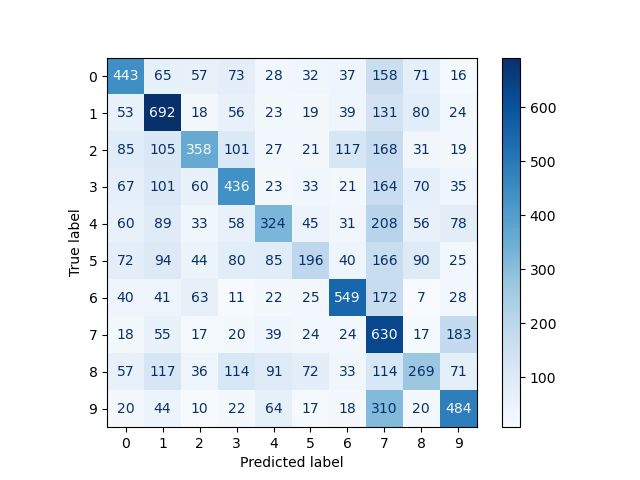 0 443 65 57 73 28 32 37 158 71 16
1 53 692 18 56 23 19 39 131 80 24
2 85 105 358 101 27 21 117 168 31 19
3 67 101 60 436 23 33 21 164 70 35
4 60 89 33 58 324 45 31 208 56 78
5 72 94 44 80 85 196 40 166 90 25
6 40 41 63 11 22 25 549 172 7 28
7 18 55 17 20 39 24 24 630 17 183
8 57 117 36 114 91 72 33 114 269 71
9 20 44 10 22 64 17 18 310 20 484
0 1 2 3 4 5 6 7 8 9
Predicted label
True label
600
500
400
300
200
100